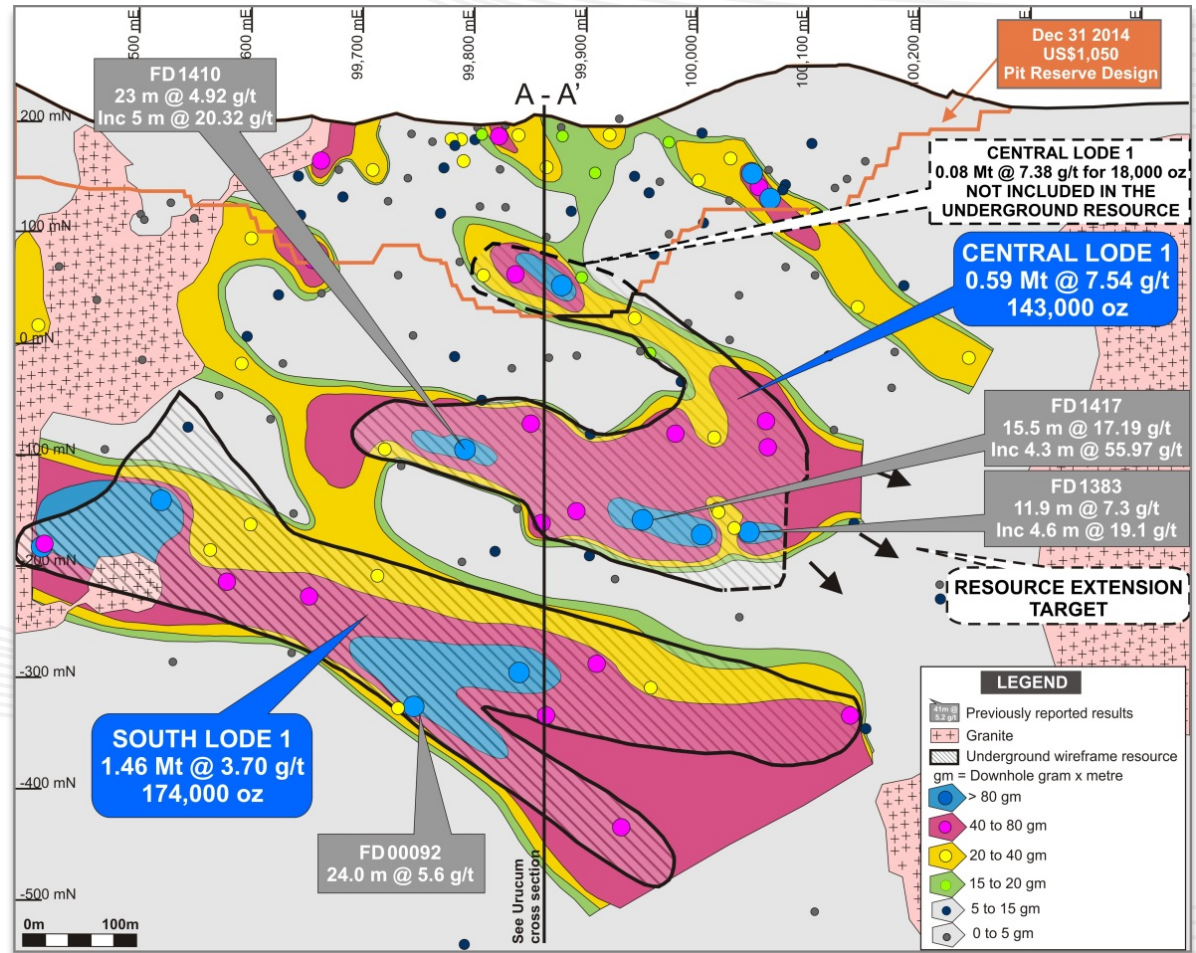 500 mE
600 mE
99,700 mE
99,800 mE
99,900 mE
100,000 mE
100,100 mE
100,200 mE
Dec 31 2014
US$1,050
Pit Reserve Design
FD1410
23 m @ 4.92 g/t
Inc 5 m @ 20.32 g/t
A - A'
200 mN
CENTRAL LODE 1
0.08 Mt @ 7.38 g/t for 18,000 oz
NOT INCLUDED IN THE
UNDERGROUND RESOURCE
100 mN
CENTRAL LODE 1
0.59 Mt @ 7.54 g/t
143,000 oz
0 mN
FD1417
15.5 m @ 17.19 g/t
Inc 4.3 m @ 55.97 g/t
-100 mN
FD1383
11.9 m @ 7.3 g/t
Inc 4.6 m @ 19.1 g/t
-200 mN
RESOURCE EXTENSION
TARGET
-300 mN
SOUTH LODE 1
1.46 Mt @ 3.70 g/t
174,000 oz
-400 mN
FD00092
24.0 m @ 5.6 g/t
-500 mN
See Urucum
cross section
0m 100m
LEGEND
41m @
5.2 g/t
Previously reported results
Granite
Underground wireframe resource
gm = Downhole gram x metre
> 80 gm
40 to 80 gm
20 to 40 gm
15 to 20 gm
5 to 15 gm
0 to 5 gm